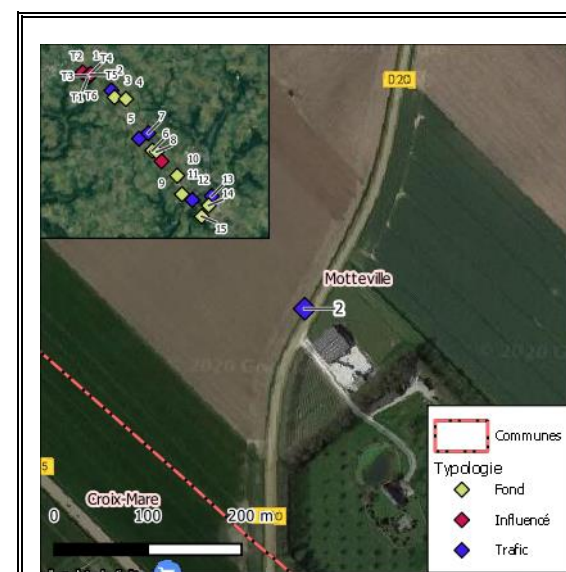 T2
1
T4
T3
T5
2
T1
T6
3
4
5
7
6
8
10
11
9
12
13
14
15
D20
Motteville
2
Communes
Typologie
Fond
Influencé
Trafic
5
Croix-Mare
0
100
200 m